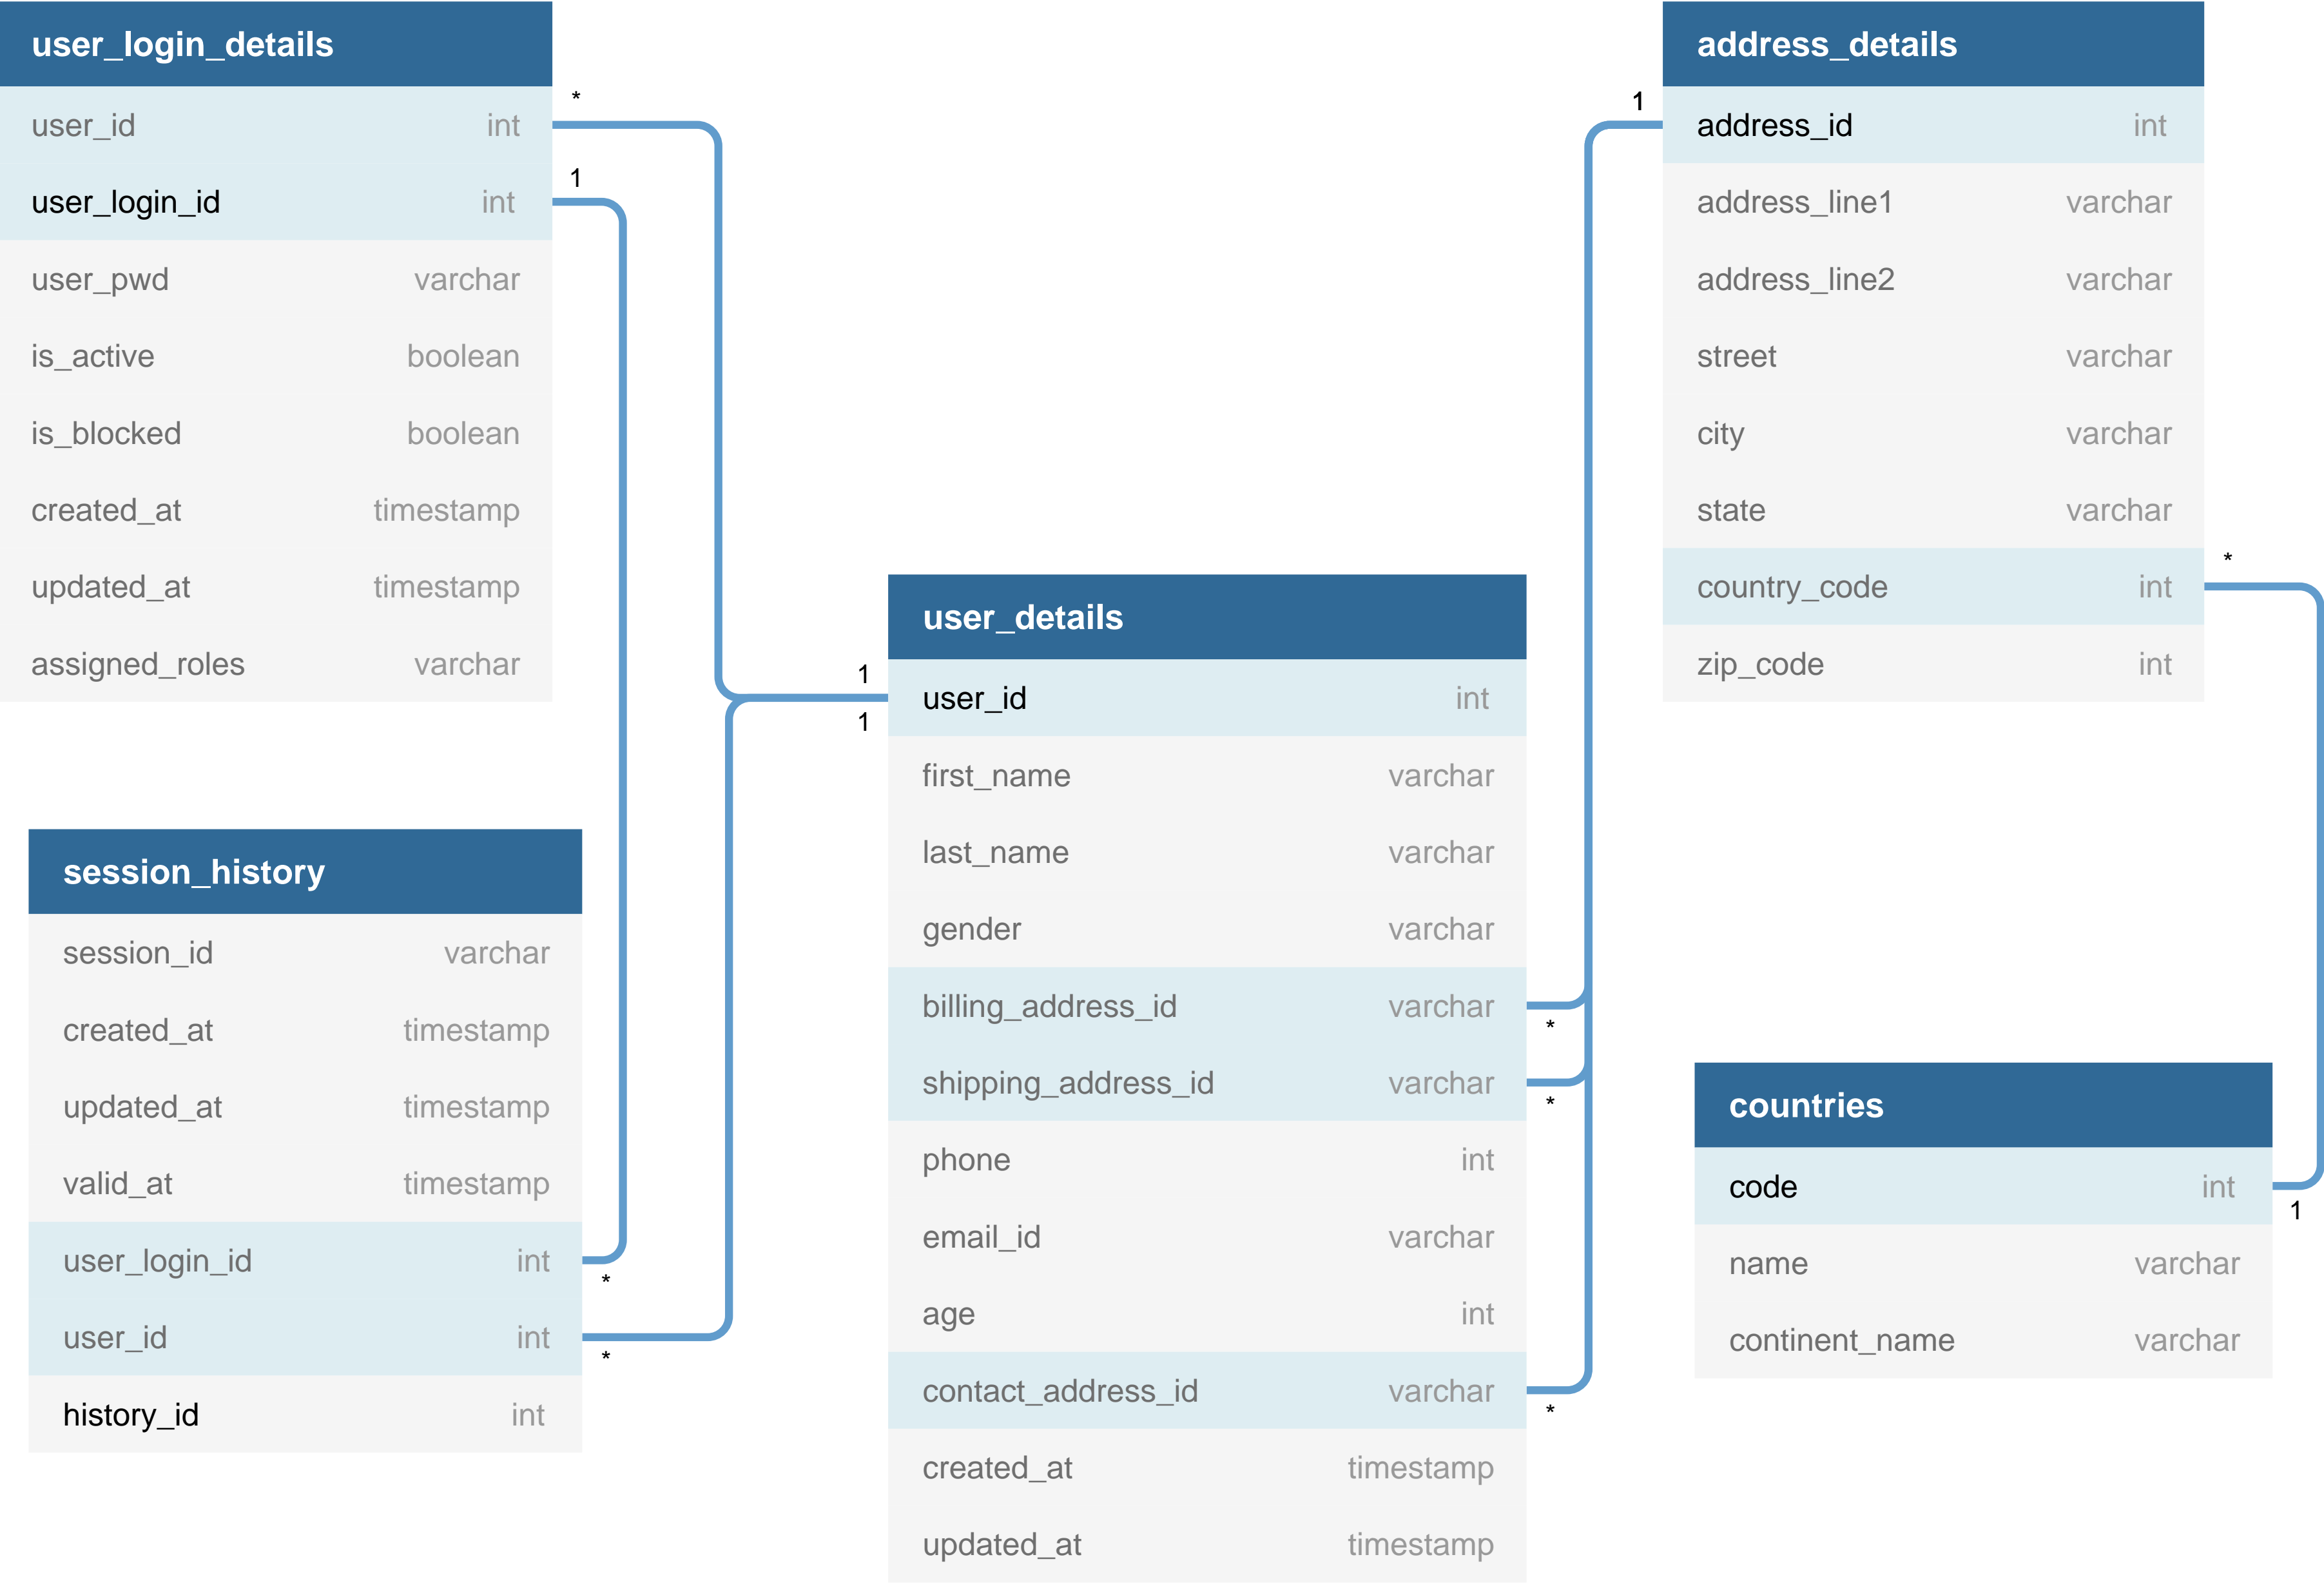 user_login_details
user_id int
user_login_id int
user_pwd varchar
is_active boolean
is_blocked boolean
created_at timestamp
updated_at timestamp
assigned_roles varchar
*
1
session_history
session_id varchar
created_at timestamp
updated_at timestamp
valid_at timestamp
user_login_id int
user_id int
history_id int
*
*
user_details
1
1
user_id int
first_name varchar
last_name varchar
gender varchar
billing_address_id varchar
*
shipping_address_id varchar
*
phone int
email_id varchar
age int
contact_address_id varchar
*
created_at timestamp
updated_at timestamp
address_details
1
address_id int
address_line1 varchar
address_line2 varchar
street varchar
city varchar
state varchar
*
country_code int
zip_code int
countries
code int
1
name varchar
continent_name varchar